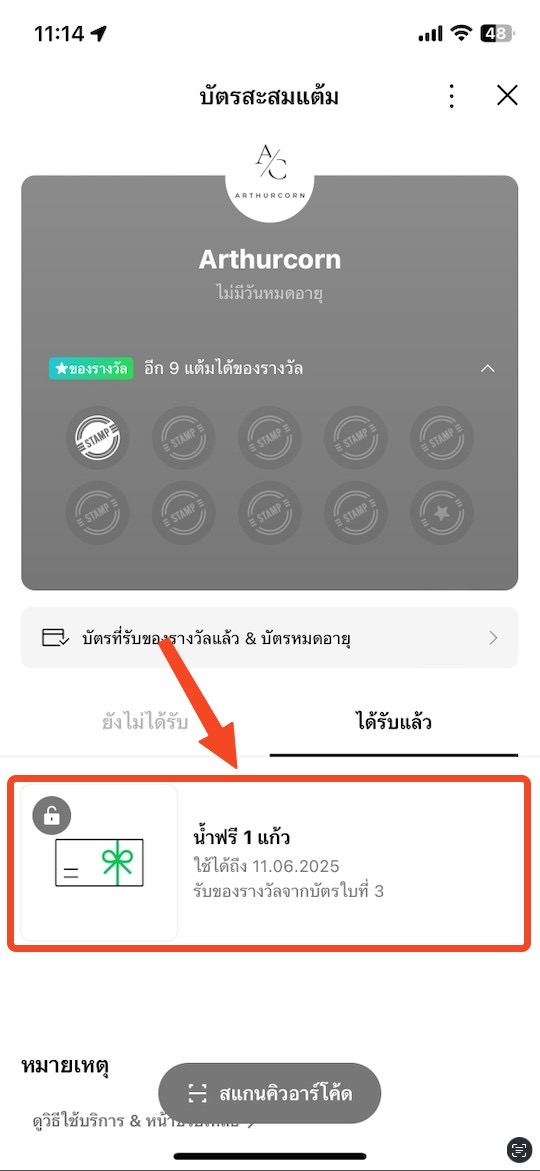 11:14
48
บัตรสะสมแต้ม
A/C
ARTHURCORN
Arthurcorn
ไม่มีวันหมดอายุ
ของรางวัล อีก 9 แต้มได้ของรางวัล
STAMP STAMP STAMP STAMP STAMP
STAMP STAMP STAMP STAMP
บัตรที่รับของรางวัลแล้ว & บัตรหมดอายุ
ยังไม่ได้รับ ได้รับแล้ว
น้ำฟรี 1 แก้ว
ใช้ได้ถึง 11.06.2025
รับของรางวัลจากบัตรใบที่ 3
หมายเหตุ
สแกนคิวอาร์โค้ด
ดูวิธีใช้บริการ &